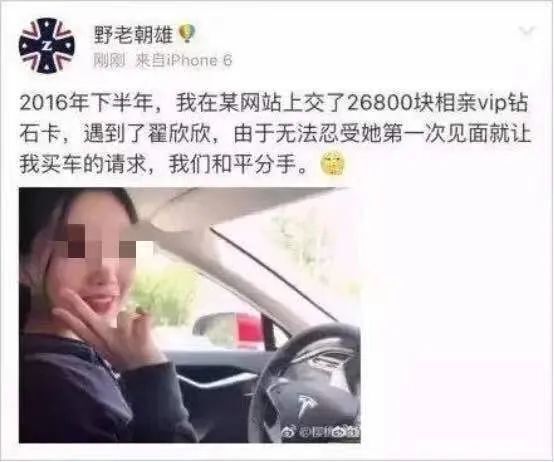 Z
野老朝雄
刚刚 来自iPhone 6
2016年下半年，我在某网站上交了26800块相亲vip钻
石卡，遇到了翟欣欣，由于无法忍受她第一次见面就让
我买车的请求，我们和平分手。
TESLA